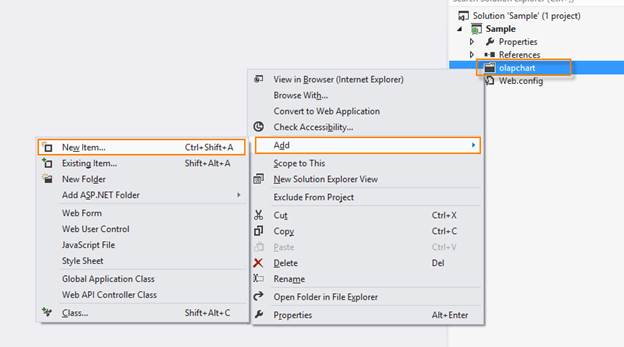 Search Solution Explorer (Ctrl+;)
Solution 'Sample' (1 project)
Sample
Properties
References
olapchart
Web.config
View in Browser (Internet Explorer)
Browse With...
Convert to Web Application
Check Accessibility...
Add
Scope to This
New Solution Explorer View
Exclude From Project
Cut Ctrl+X
Copy Ctrl+C
Paste Ctrl+V
Delete Del
Rename
Open Folder in File Explorer
Properties Alt+Enter
New Item... Ctrl+Shift+A
Existing Item... Shift+Alt+A
New Folder
Add ASP.NET Folder
Web Form
Web User Control
JavaScript File
Style Sheet
Global Application Class
Web API Controller Class
Class... Shift+Alt+C